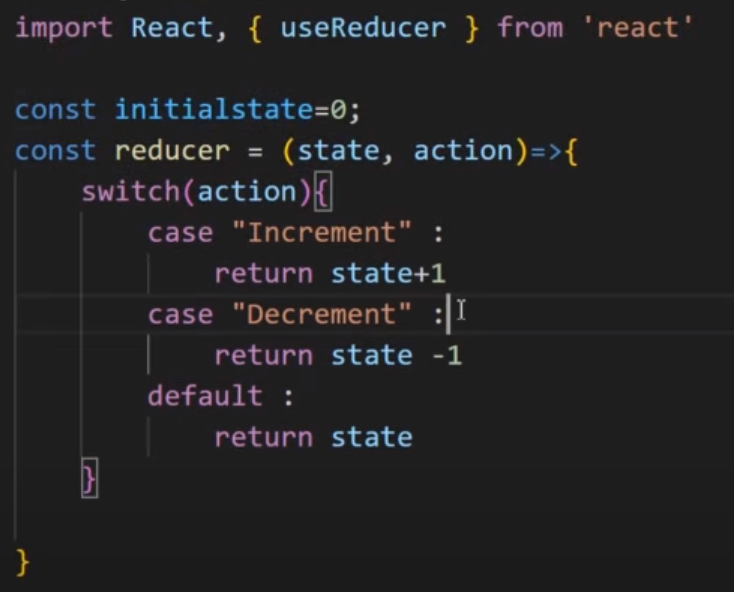 import React, { useReducer } from 'react'
const initialstate=0;
const reducer = (state, action)=>{
switch(action){
case "Increment" :
return state+1
case "Decrement" :
return state -1
default :
return state
}
}